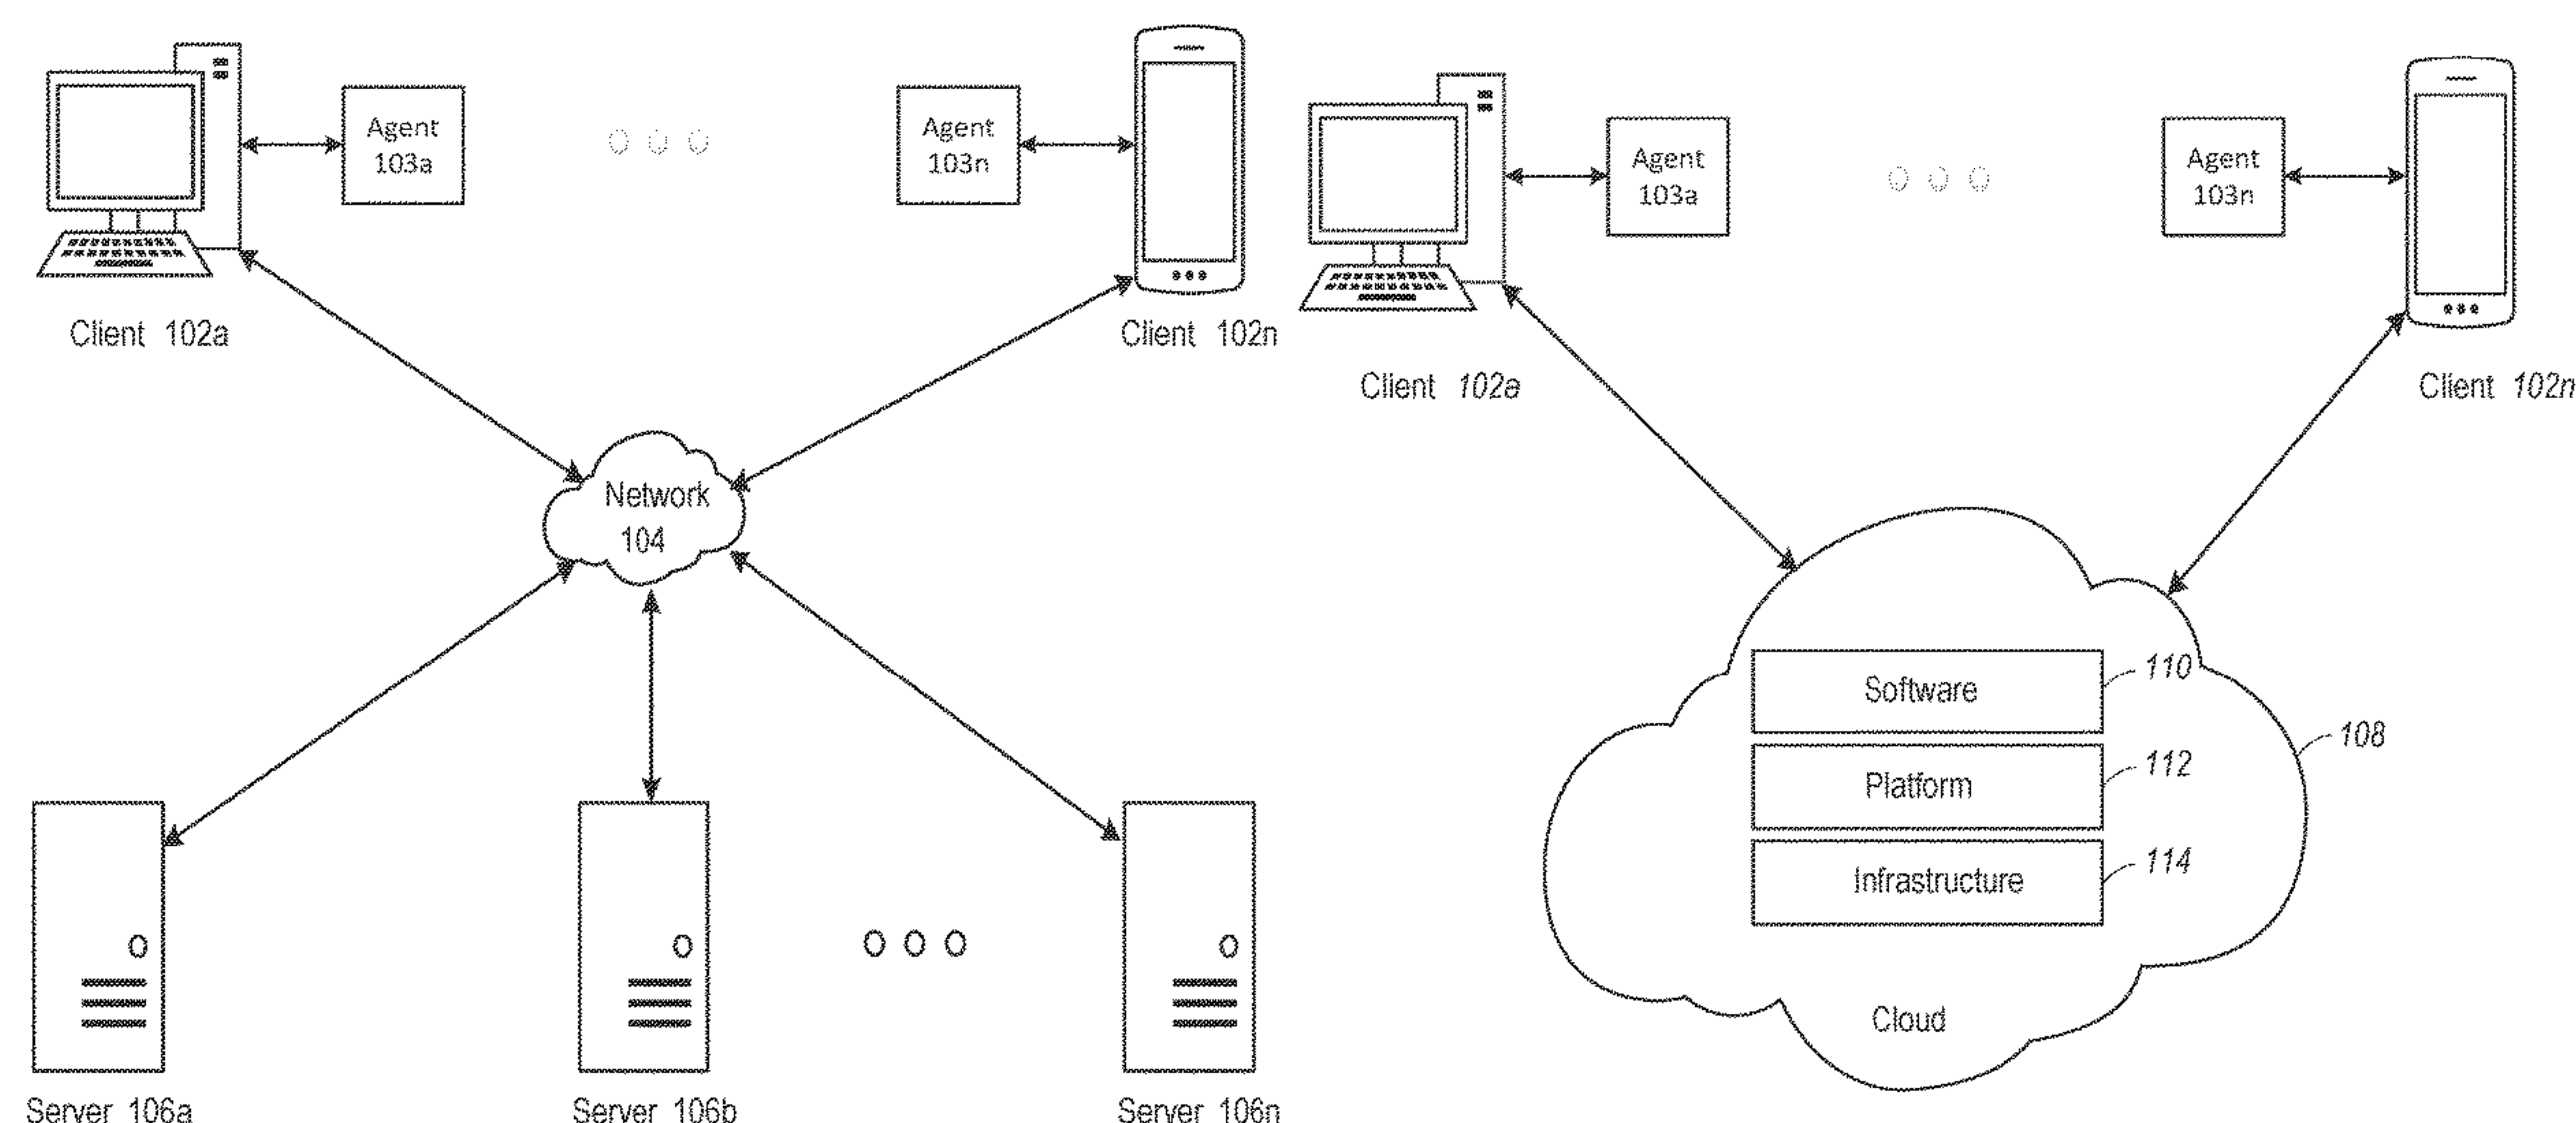 Agent
103a
Agent
103n
Client 102a
Client 102n
Network
104
Server 106a
Server 106b
Server 106n
Agent
103a
Agent
103n
Client 102a
Client 102n
Software
110
Platform
112
Infrastructure
114
108
Cloud